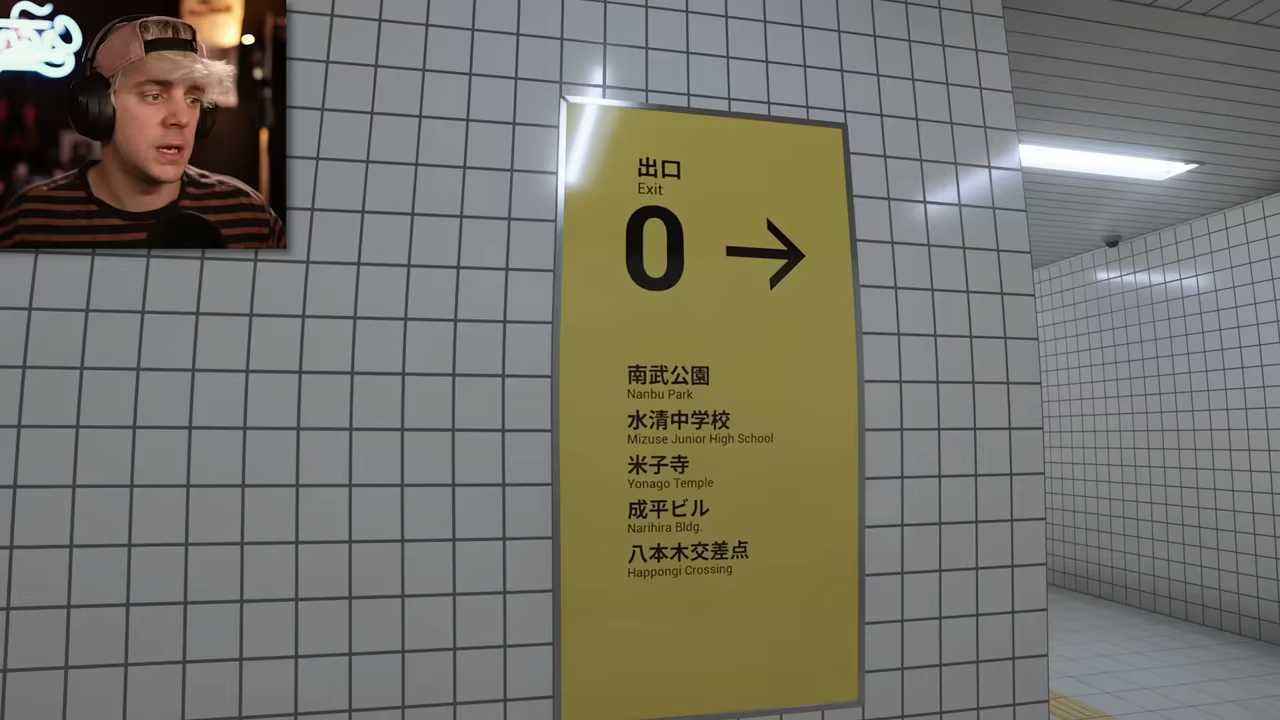 出口
Exit
0 →
南武公園
Nanbu Park
水清中学校
Mizuse Junior High School
米子寺
Yonago Temple
成平ビル
Narihira Bldg.
八本木交差点
Happongi Crossing